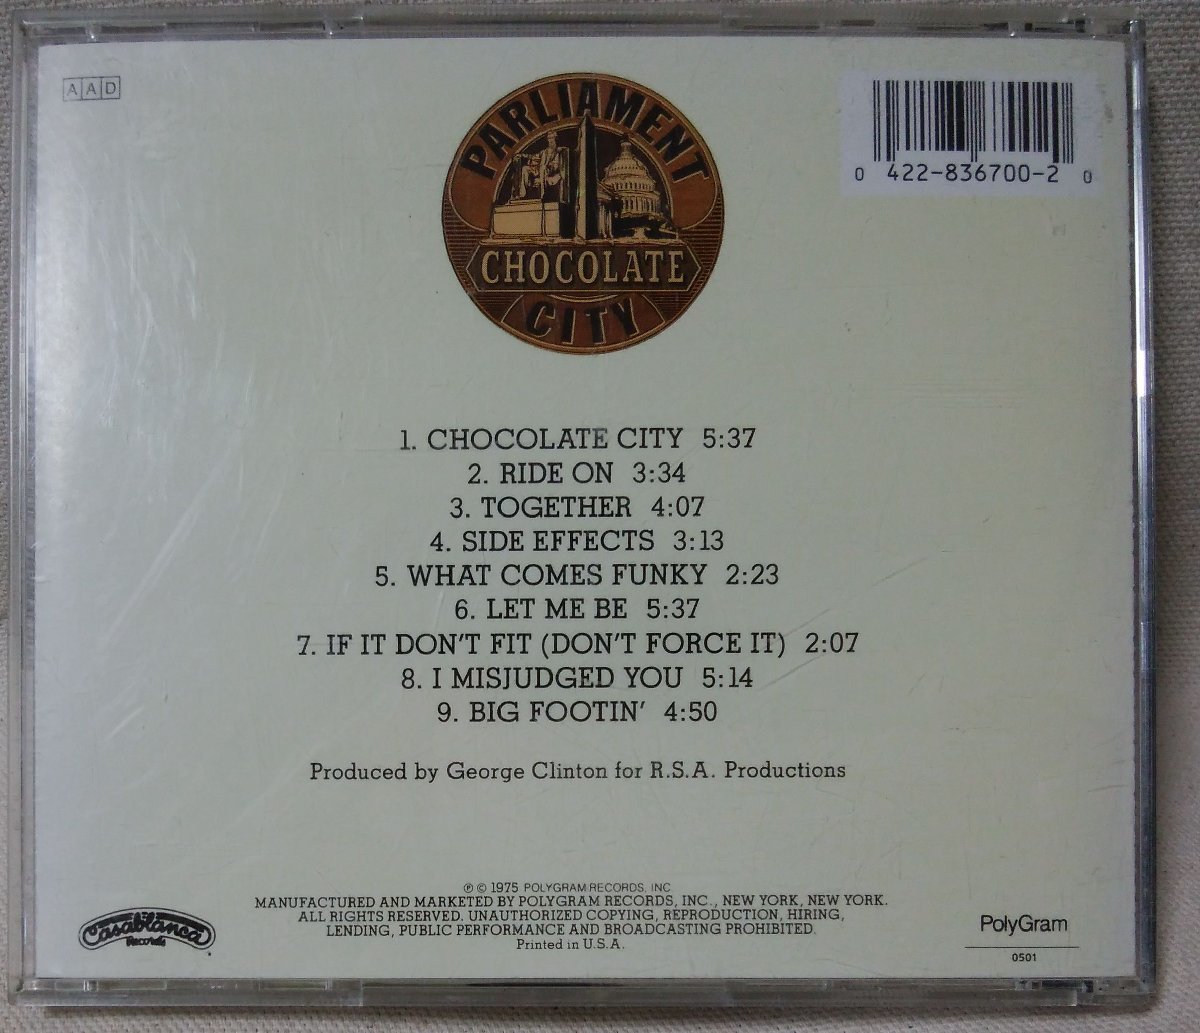 AAD
PARLIAMENT
CHOCOLATE
CITY
0 422-836700-2 0
1. CHOCOLATE CITY 5:37
2. RIDE ON 3:34
3. TOGETHER 4:07
4. SIDE EFFECTS 3:13
5. WHAT COMES FUNKY 2:23
6. LET ME BE 5:37
7. IF IT DON'T FIT (DON'T FORCE IT) 2:07
8. I MISJUDGED YOU 5:14
9. BIG FOOTIN' 4:50
Produced by George Clinton for R.S.A. Productions
℗ © 1975 POLYGRAM RECORDS, INC.
MANUFACTURED AND MARKETED BY POLYGRAM RECORDS, INC., NEW YORK, NEW YORK.
ALL RIGHTS RESERVED. UNAUTHORIZED COPYING, REPRODUCTION, HIRING,
LENDING, PUBLIC PERFORMANCE AND BROADCASTING PROHIBITED.
Printed in U.S.A.
Casablanca
Records
PolyGram
0501